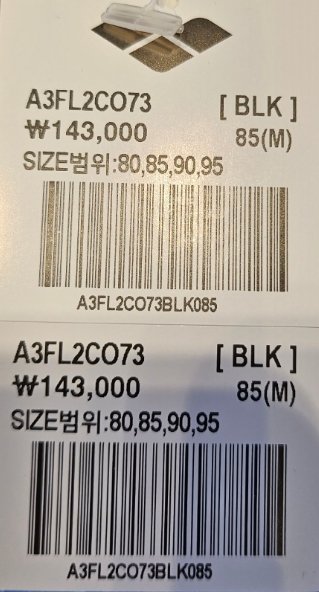 A3FL2CO73 [ BLK ]
₩143,000 85(M)
SIZE범위:80,85,90,95
A3FL2CO73BLK085
A3FL2CO73 [ BLK ]
₩143,000 85(M)
SIZE범위:80,85,90,95
A3FL2CO73BLK085